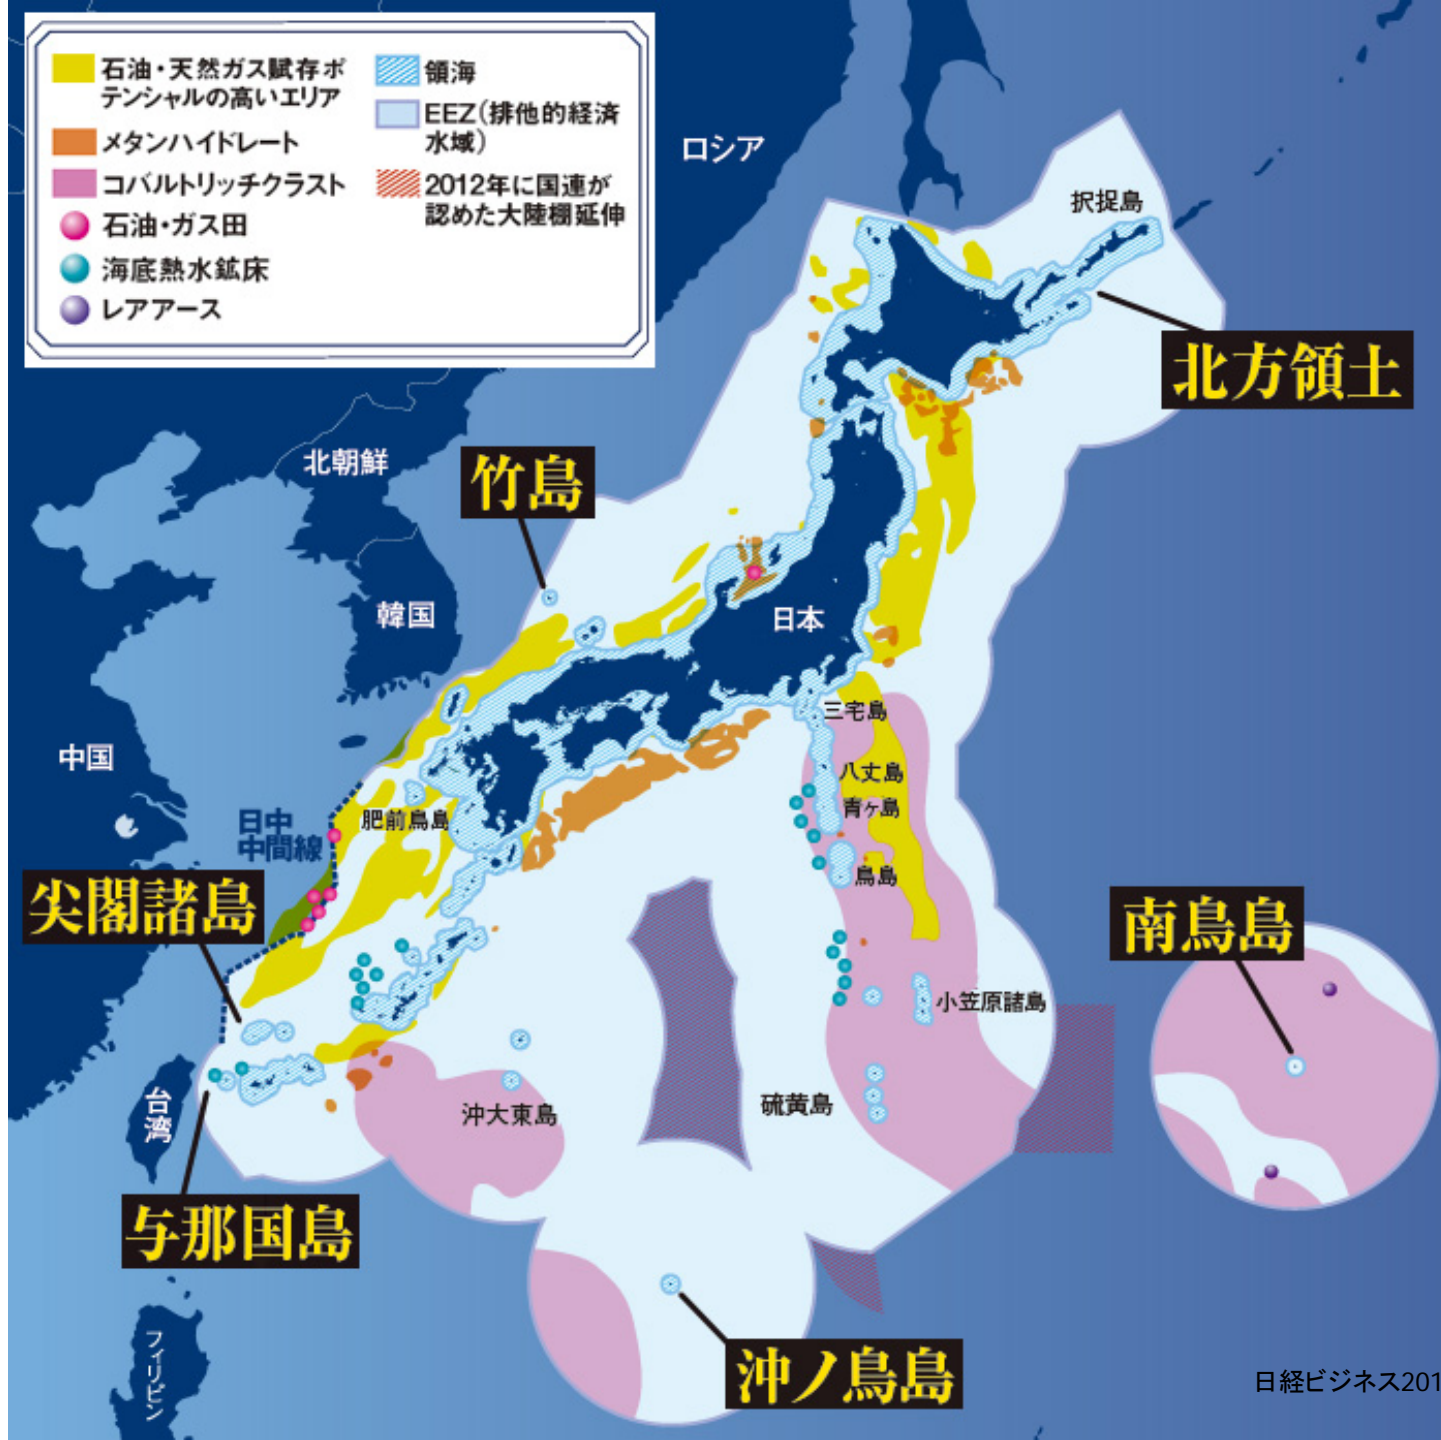 石油・天然ガス賦存ポ
テンシャルの高いエリア
メタンハイドレート
コバルトリッチクラスト
石油・ガス田
海底熱水鉱床
レアアース
領海
EEZ(排他的経済
水域)
2012年に国連が
認めた大陸棚延伸
ロシア
択捉島
北方領土
北朝鮮
竹島
韓国
日本
中国
三宅島
八丈島
青ヶ島
鳥島
日中
中間線
肥前鳥島
尖閣諸島
南鳥島
小笠原諸島
台湾
沖大東島
硫黄島
与那国島
フィリピン
沖ノ鳥島
日経ビジネス201